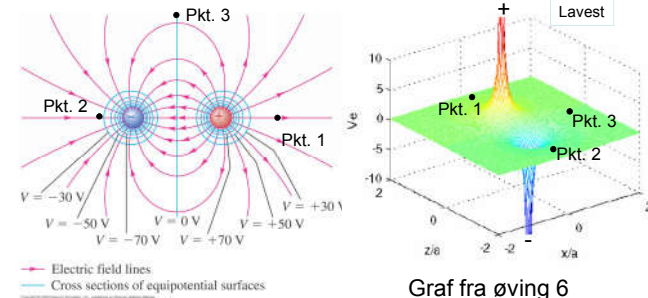 Pkt. 3
Pkt. 2
Pkt. 1
−
+
V = −30 V
V = −50 V
V = −70 V
V = 0 V
V = +70 V
V = +50 V
V = +30 V
Electric field lines
Cross sections of equipotential surfaces
Lavest
+
10
5
0
-5
-10
Ve
Pkt. 1
Pkt. 3
Pkt. 2
2
0
-2
z/a
-2
0
2
x/a
-
Graf fra øving 6